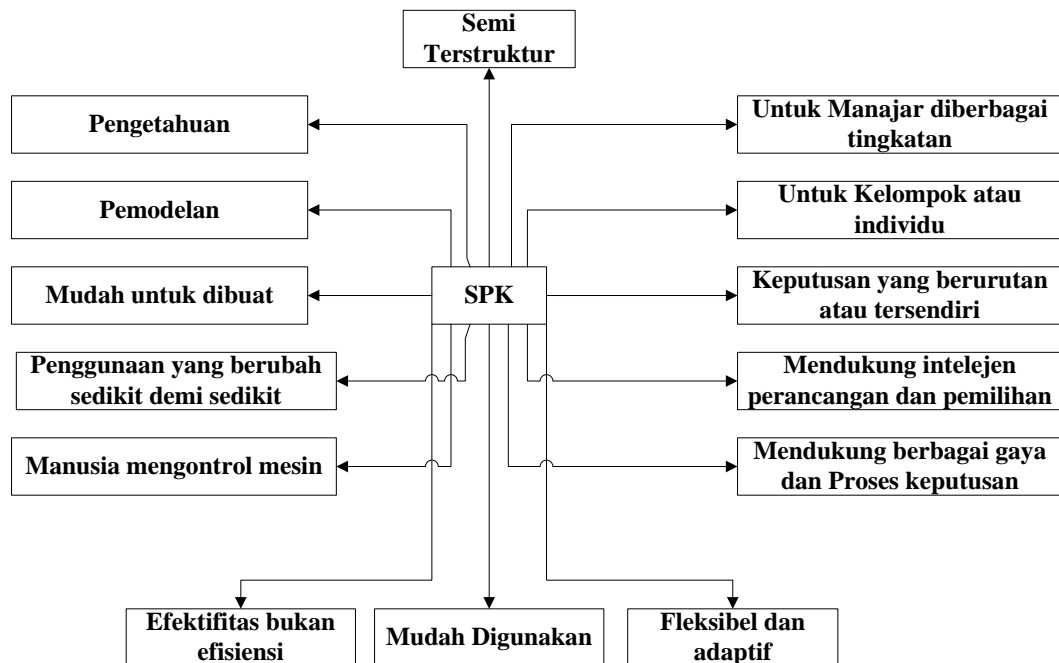 Semi
Terstruktur
Pengetahuan
Untuk Manajar diberbagai
tingkatan
Pemodelan
Untuk Kelompok atau
individu
Mudah untuk dibuat
SPK
Keputusan yang berurutan
atau tersendiri
Penggunaan yang berubah
sedikit demi sedikit
Mendukung intelejen
perancangan dan pemilihan
Manusia mengontrol mesin
Mendukung berbagai gaya
dan Proses keputusan
Efektifitas bukan
efisiensi
Mudah Digunakan
Fleksibel dan
adaptif